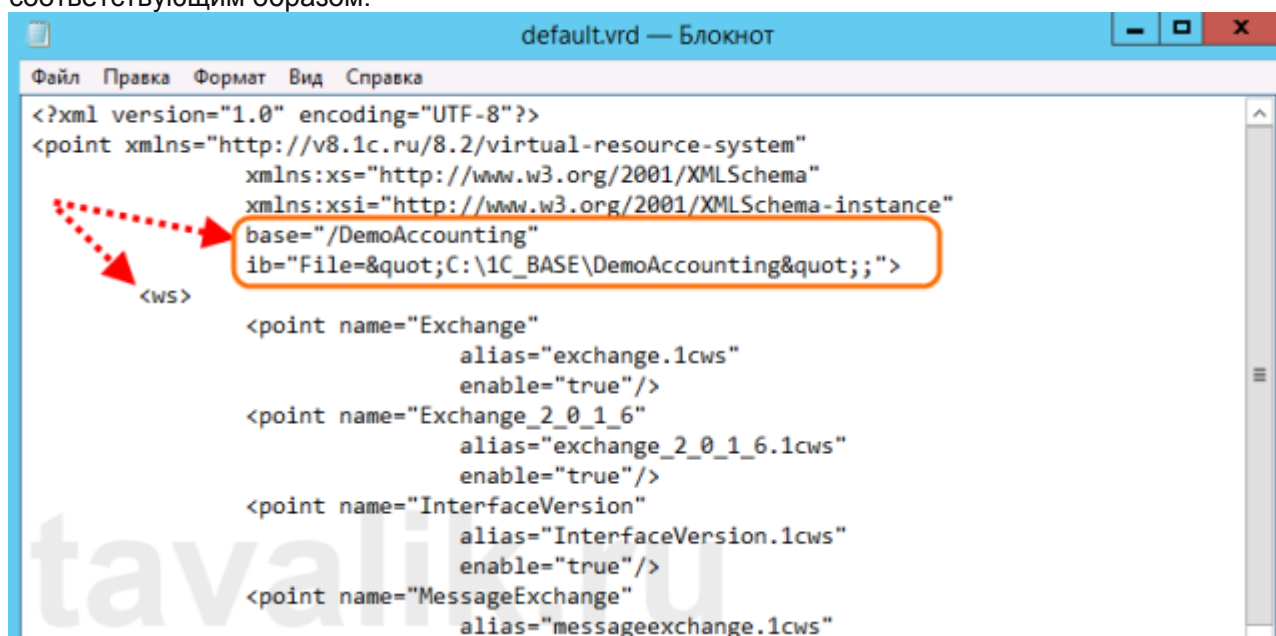 соответствующим образом.
default.vrd — Блокнот
Файл Правка Формат Вид Справка
<?xml version="1.0" encoding="UTF-8"?>
<point xmlns="http://v8.1c.ru/8.2/virtual-resource-system"
xmlns:xs="http://www.w3.org/2001/XMLSchema"
xmlns:xsi="http://www.w3.org/2001/XMLSchema-instance"
base="/DemoAccounting"
ib="File=&quot;C:\1C_BASE\DemoAccounting&quot;;">
<ws>
<point name="Exchange"
alias="exchange.1cws"
enable="true"/>
<point name="Exchange_2_0_1_6"
alias="exchange_2_0_1_6.1cws"
enable="true"/>
<point name="InterfaceVersion"
alias="InterfaceVersion.1cws"
enable="true"/>
<point name="MessageExchange"
alias="messageexchange.1cws"
tavalik.ru